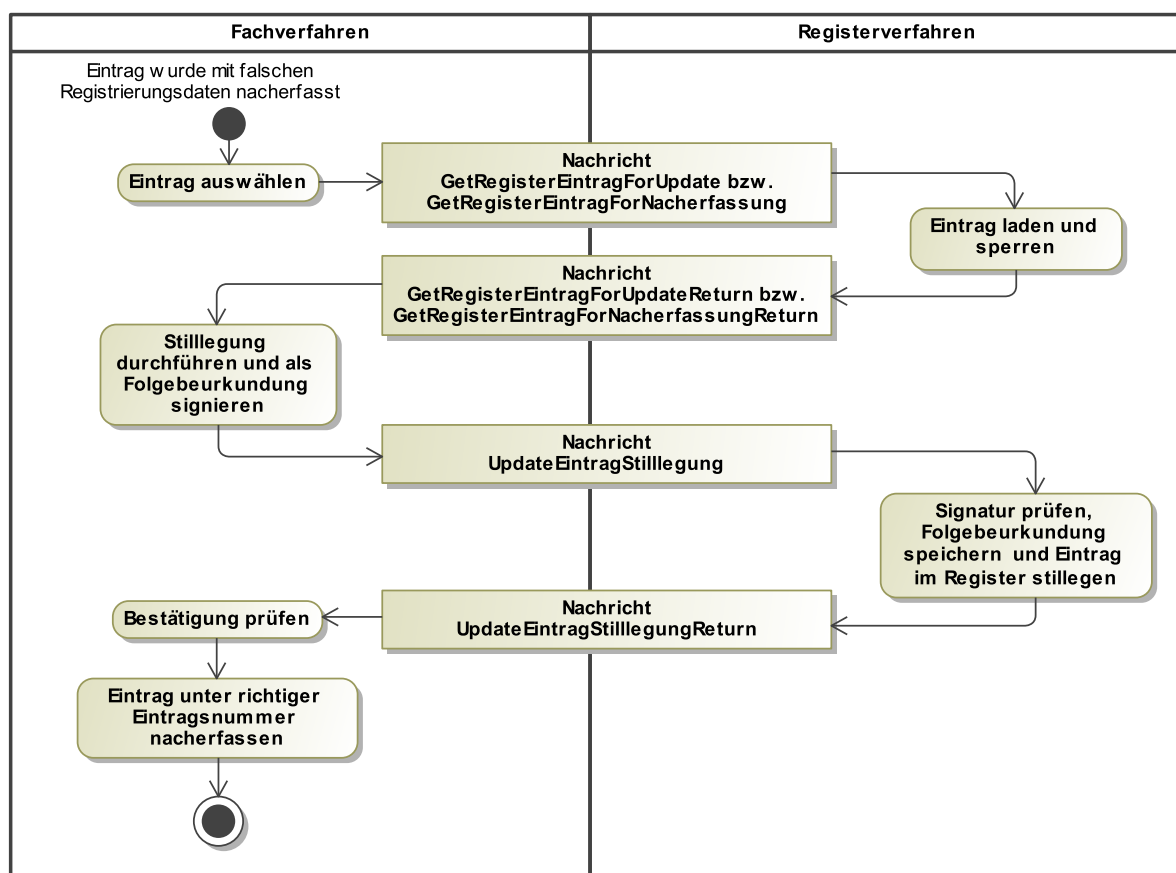 Fachverfahren
Registerverfahren
Eintrag wurde mit falschen
Registrierungsdaten nacherfasst
Eintrag auswählen
Nachricht
GetRegisterEintragForUpdate bzw.
GetRegisterEintragForNacherfassung
Eintrag laden und
sperren
Nachricht
GetRegisterEintragForUpdateReturn bzw.
GetRegisterEintragForNacherfassungReturn
Stilllegung
durchführen und als
Folgebeurkundung
signieren
Nachricht
UpdateEintragStilllegung
Signatur prüfen,
Folgebeurkundung
speichern und Eintrag
im Register stillegen
Nachricht
UpdateEintragStilllegungReturn
Bestätigung prüfen
Eintrag unter richtiger
Eintragsnummer
nacherfassen